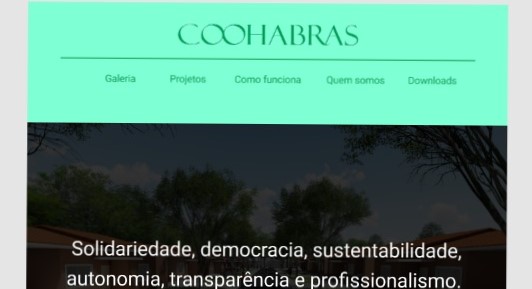 COOHABRAS
Galeria Projetos Como funciona Quem somos Downloads
Solidariedade, democracia, sustentabilidade,
autonomia, transparência e profissionalismo.